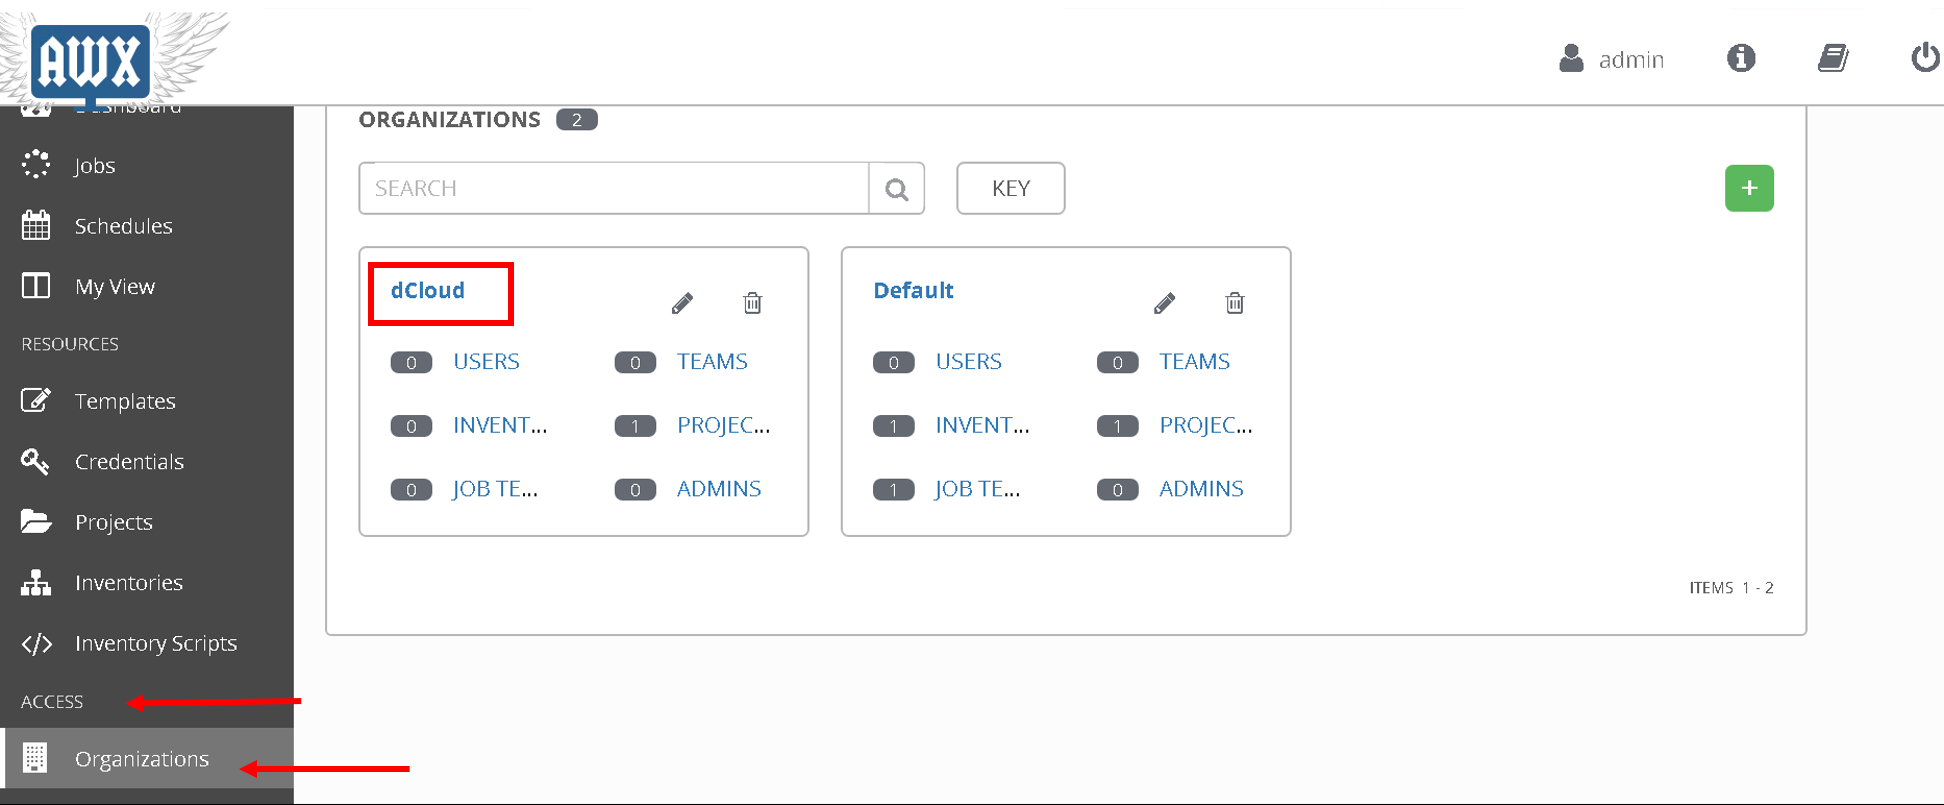 AWX
admin
Dashboard
Jobs
Schedules
My View
RESOURCES
Templates
Credentials
Projects
Inventories
Inventory Scripts
ACCESS
Organizations
ORGANIZATIONS 2
SEARCH
KEY
+
dCloud
0 USERS 0 TEAMS
0 INVENT... 1 PROJEC...
0 JOB TE... 0 ADMINS
Default
0 USERS 0 TEAMS
1 INVENT... 1 PROJEC...
1 JOB TE... 0 ADMINS
ITEMS 1 - 2